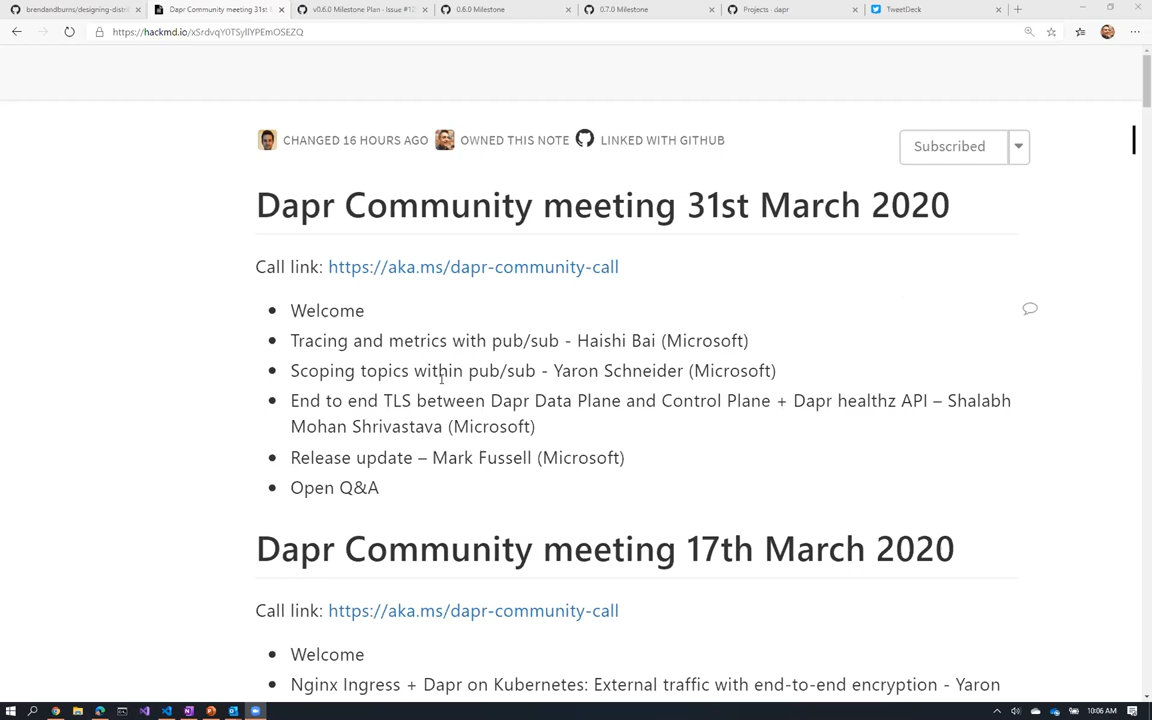 brendandburns/designing-distri
Dapr Community meeting 31st M
v0.6.0 Milestone Plan · Issue #12
0.6.0 Milestone
0.7.0 Milestone
Projects · dapr
TweetDeck
https://hackmd.io/xSrdvqY0TSyllYPEmOSEZQ
CHANGED 16 HOURS AGO OWNED THIS NOTE LINKED WITH GITHUB
Subscribed
Dapr Community meeting 31st March 2020
Call link: https://aka.ms/dapr-community-call
Welcome
Tracing and metrics with pub/sub - Haishi Bai (Microsoft)
Scoping topics within pub/sub - Yaron Schneider (Microsoft)
End to end TLS between Dapr Data Plane and Control Plane + Dapr healthz API – Shalabh
Mohan Shrivastava (Microsoft)
Release update – Mark Fussell (Microsoft)
Open Q&A
Dapr Community meeting 17th March 2020
Call link: https://aka.ms/dapr-community-call
Welcome
Nginx Ingress + Dapr on Kubernetes: External traffic with end-to-end encryption - Yaron
10:06 AM